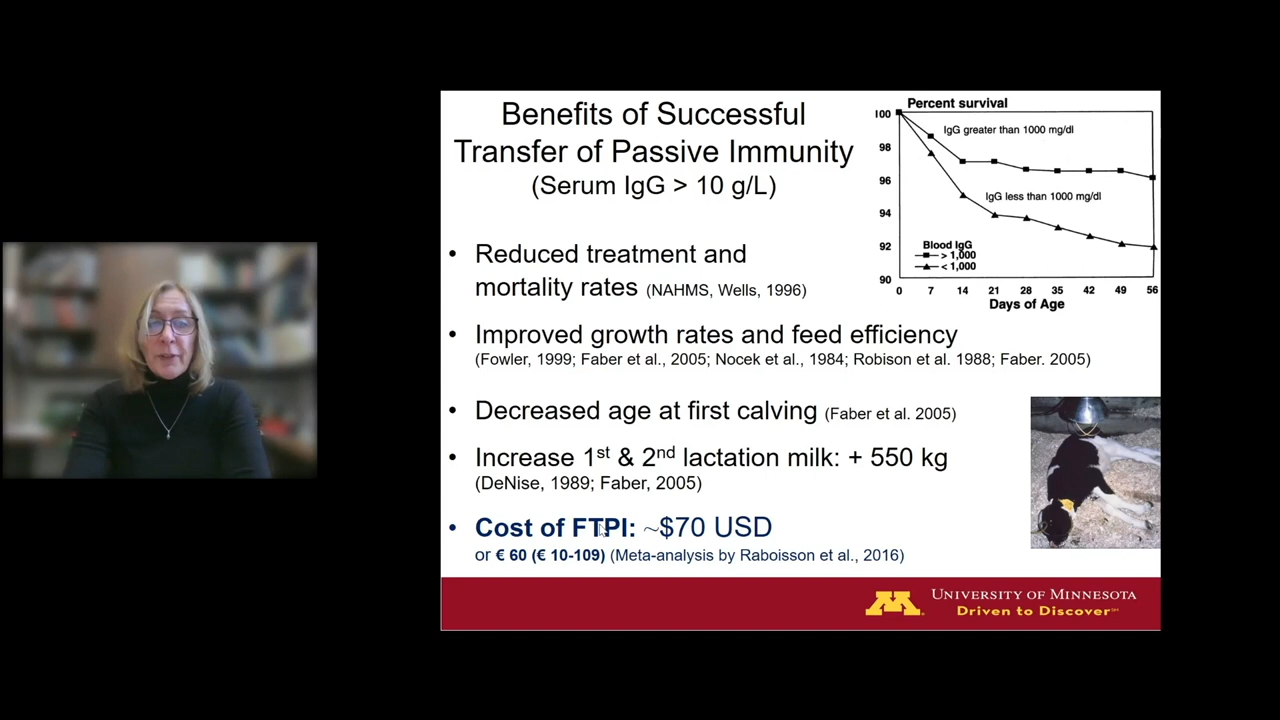 Benefits of Successful
Transfer of Passive Immunity
(Serum IgG > 10 g/L)
• Reduced treatment and
mortality rates (NAHMS, Wells, 1996)
• Improved growth rates and feed efficiency
(Fowler, 1999; Faber et al., 2005; Nocek et al., 1984; Robison et al. 1988; Faber. 2005)
• Decreased age at first calving (Faber et al. 2005)
• Increase 1st & 2nd lactation milk: + 550 kg
(DeNise, 1989; Faber, 2005)
• Cost of FTPI: ~$70 USD
or € 60 (€ 10-109) (Meta-analysis by Raboisson et al., 2016)
Percent survival
100
98
96
94
92
90
IgG greater than 1000 mg/dl
IgG less than 1000 mg/dl
Blood IgG
> 1,000
< 1,000
0 7 14 21 28 35 42 49 56
Days of Age
M
UNIVERSITY OF MINNESOTA
Driven to Discover℠